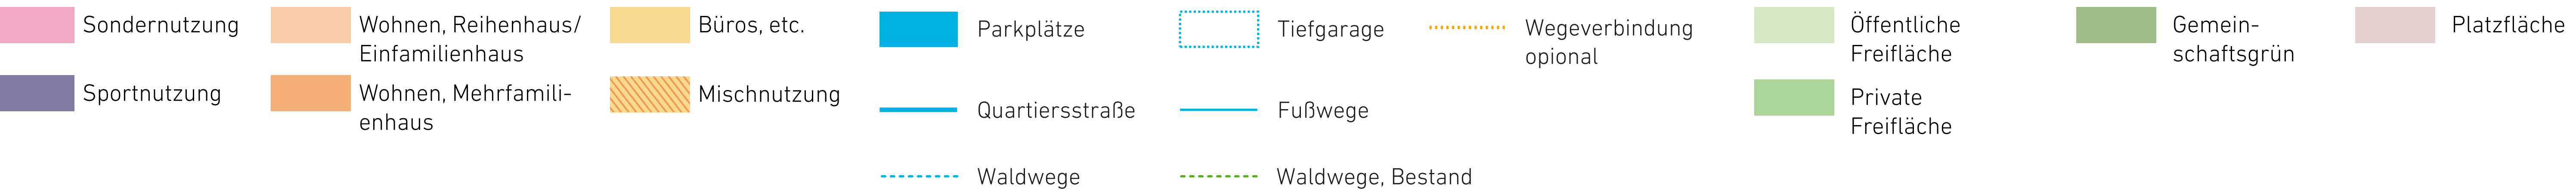 Sondernutzung
Sportnutzung
Wohnen, Reihenhaus/
Einfamilienhaus
Wohnen, Mehrfamili-
enhaus
Büros, etc.
Mischnutzung
Parkplätze
Quartiersstraße
Waldwege
Tiefgarage
Fußwege
Waldwege, Bestand
Wegeverbindung
opional
Öffentliche
Freifläche
Private
Freifläche
Gemein-
schaftsgrün
Platzfläche